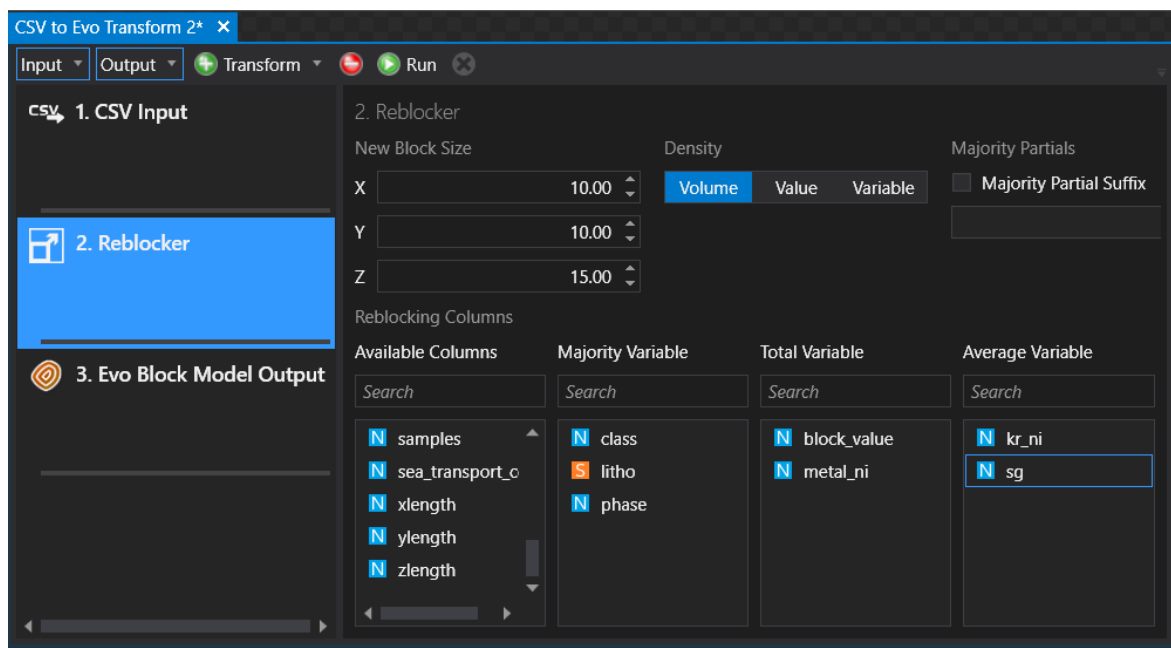 CSV to Evo Transform 2*
Input Output Transform Run
CSV 1. CSV Input
2. Reblocker
3. Evo Block Model Output
2. Reblocker
New Block Size
X 10.00
Y 10.00
Z 15.00
Density
Volume Value Variable
Majority Partials
Majority Partial Suffix
Reblocking Columns
Available Columns
Search
N samples
N sea_transport_c
N xlength
N ylength
N zlength
Majority Variable
Search
N class
S litho
N phase
Total Variable
Search
N block_value
N metal_ni
Average Variable
Search
N kr_ni
N sg